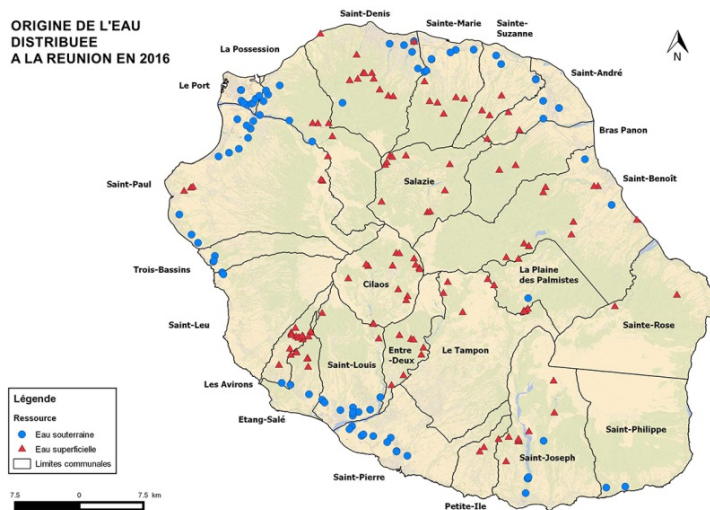 ORIGINE DE L'EAU
DISTRIBUEE
A LA REUNION EN 2016
Saint-Denis
Sainte-Marie
Sainte-
Suzanne
La Possession
N
Le Port
Saint-André
Bras Panon
Saint-Paul
Salazie
Saint-Benoît
Trois-Bassins
Cilaos
La Plaine
des Palmistes
Saint-Leu
Sainte-Rose
Saint-Louis
Entre
-Deux
Le Tampon
Les Avirons
Etang-Salé
Saint-Philippe
Saint-Joseph
Saint-Pierre
Petite-Ile
Légende
Ressource
Eau souterraine
Eau superficielle
Limites communales
7.5 0 7.5 km